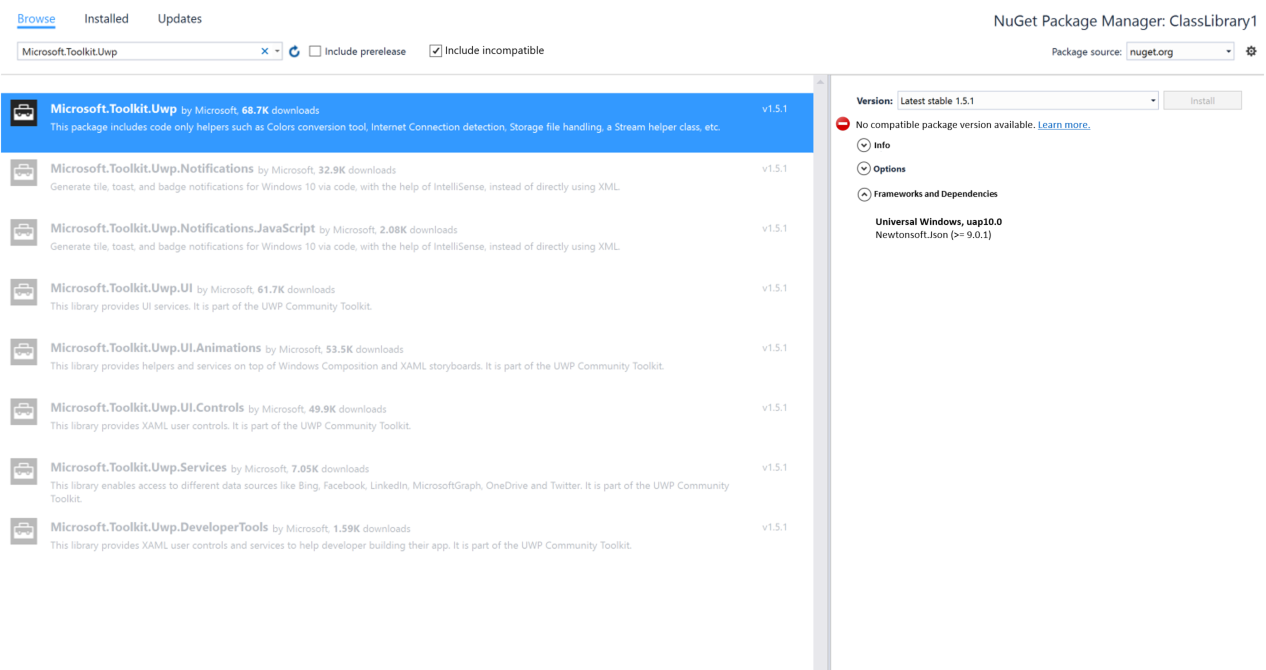 Browse Installed Updates
NuGet Package Manager: ClassLibrary1
Microsoft.Toolkit.Uwp
Include prerelease
Include incompatible
Package source: nuget.org
Microsoft.Toolkit.Uwp by Microsoft, 68.7K downloads v1.5.1
This package includes code only helpers such as Colors conversion tool, Internet Connection detection, Storage file handling, a Stream helper class, etc.
Microsoft.Toolkit.Uwp.Notifications by Microsoft, 32.9K downloads v1.5.1
Generate tile, toast, and badge notifications for Windows 10 via code, with the help of IntelliSense, instead of directly using XML.
Microsoft.Toolkit.Uwp.Notifications.JavaScript by Microsoft, 2.08K downloads v1.5.1
Generate tile, toast, and badge notifications for Windows 10 via code, with the help of IntelliSense, instead of directly using XML.
Microsoft.Toolkit.Uwp.UI by Microsoft, 61.7K downloads v1.5.1
This library provides UI services. It is part of the UWP Community Toolkit.
Microsoft.Toolkit.Uwp.UI.Animations by Microsoft, 53.5K downloads v1.5.1
This library provides helpers and services on top of Windows Composition and XAML storyboards. It is part of the UWP Community Toolkit.
Microsoft.Toolkit.Uwp.UI.Controls by Microsoft, 49.9K downloads v1.5.1
This library provides XAML user controls. It is part of the UWP Community Toolkit.
Microsoft.Toolkit.Uwp.Services by Microsoft, 7.05K downloads v1.5.1
This library enables access to different data sources like Bing, Facebook, LinkedIn, MicrosoftGraph, OneDrive and Twitter. It is part of the UWP Community
Toolkit.
Microsoft.Toolkit.Uwp.DeveloperTools by Microsoft, 1.59K downloads v1.5.1
This library provides XAML user controls and services to help developer building their app. It is part of the UWP Community Toolkit.
Version: Latest stable 1.5.1 Install
No compatible package version available. Learn more.
Info
Options
Frameworks and Dependencies
Universal Windows, uap10.0
Newtonsoft.Json (>= 9.0.1)